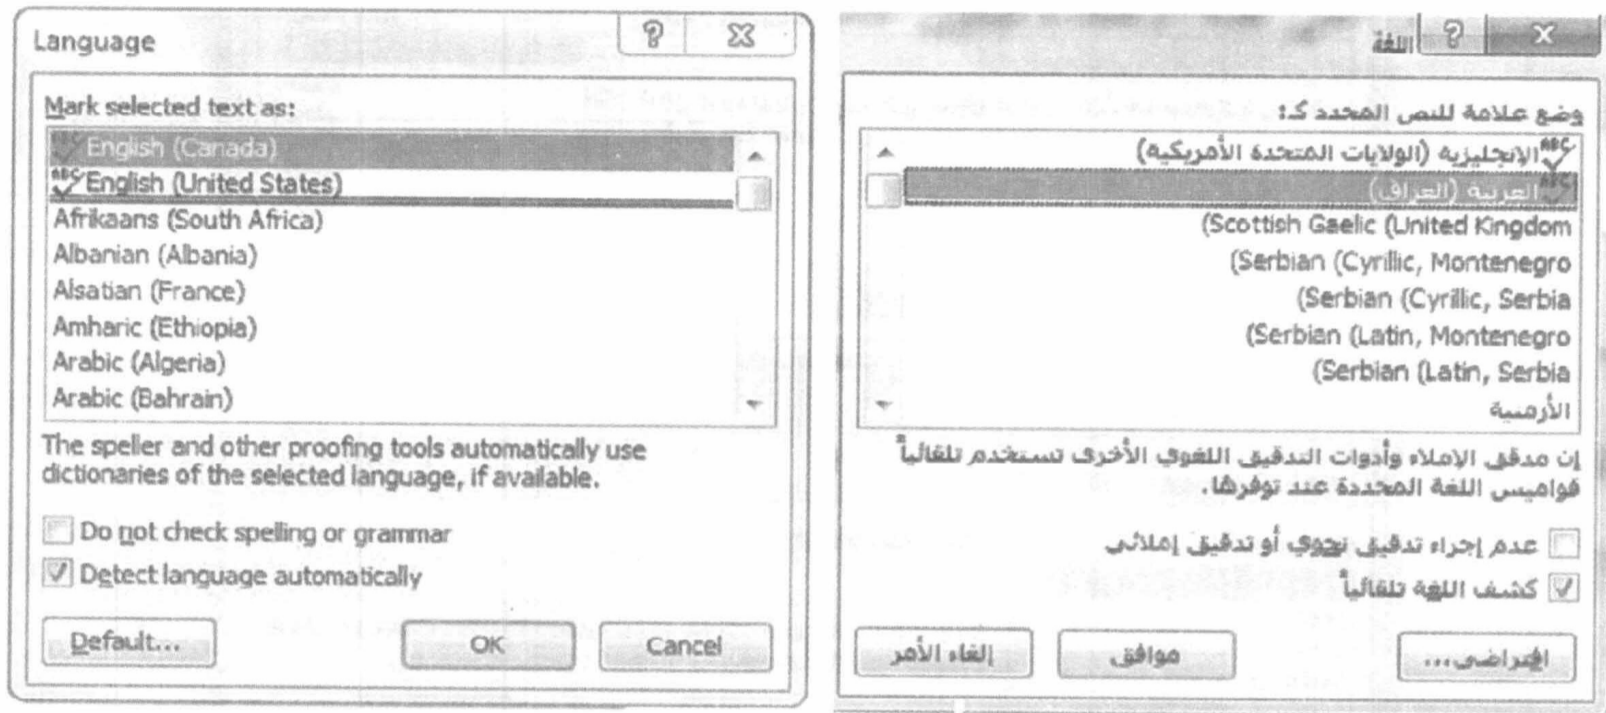 Language
Mark selected text as:
English (Canada)
English (United States)
Afrikaans (South Africa)
Albanian (Albania)
Alsatian (France)
Amharic (Ethiopia)
Arabic (Algeria)
Arabic (Bahrain)
The speller and other proofing tools automatically use
dictionaries of the selected language, if available.
Do not check spelling or grammar
Detect language automatically
Default...
OK
Cancel
اللغة
وضع علامة للنص المحدد كـ:
الإنجليزية (الولايات المتحدة الأمريكية)
العربية (العراق)
(Scottish Gaelic (United Kingdom
(Serbian (Cyrillic, Montenegro
(Serbian (Cyrillic, Serbia
(Serbian (Latin, Montenegro
(Serbian (Latin, Serbia
الأرمنية
إن مدقق الإملاء وأدوات التدقيق اللغوي الأخرى تستخدم تلقائياً
قواميس اللغة المحددة عند توفرها.
عدم إجراء تدقيق نحوي أو تدقيق إملائي
كشف اللغة تلقائياً
افتراضي...
موافق
إلغاء الأمر